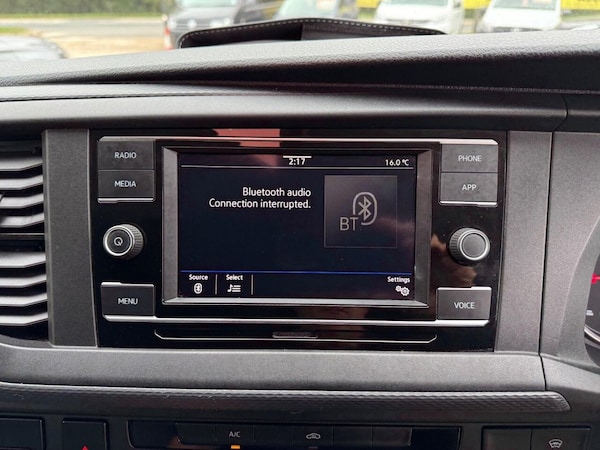 RADIO
MEDIA
MENU
2:17
16.0 °C
Bluetooth audio
Connection interrupted.
BT
Source
Select
Settings
PHONE
APP
VOICE
A/C